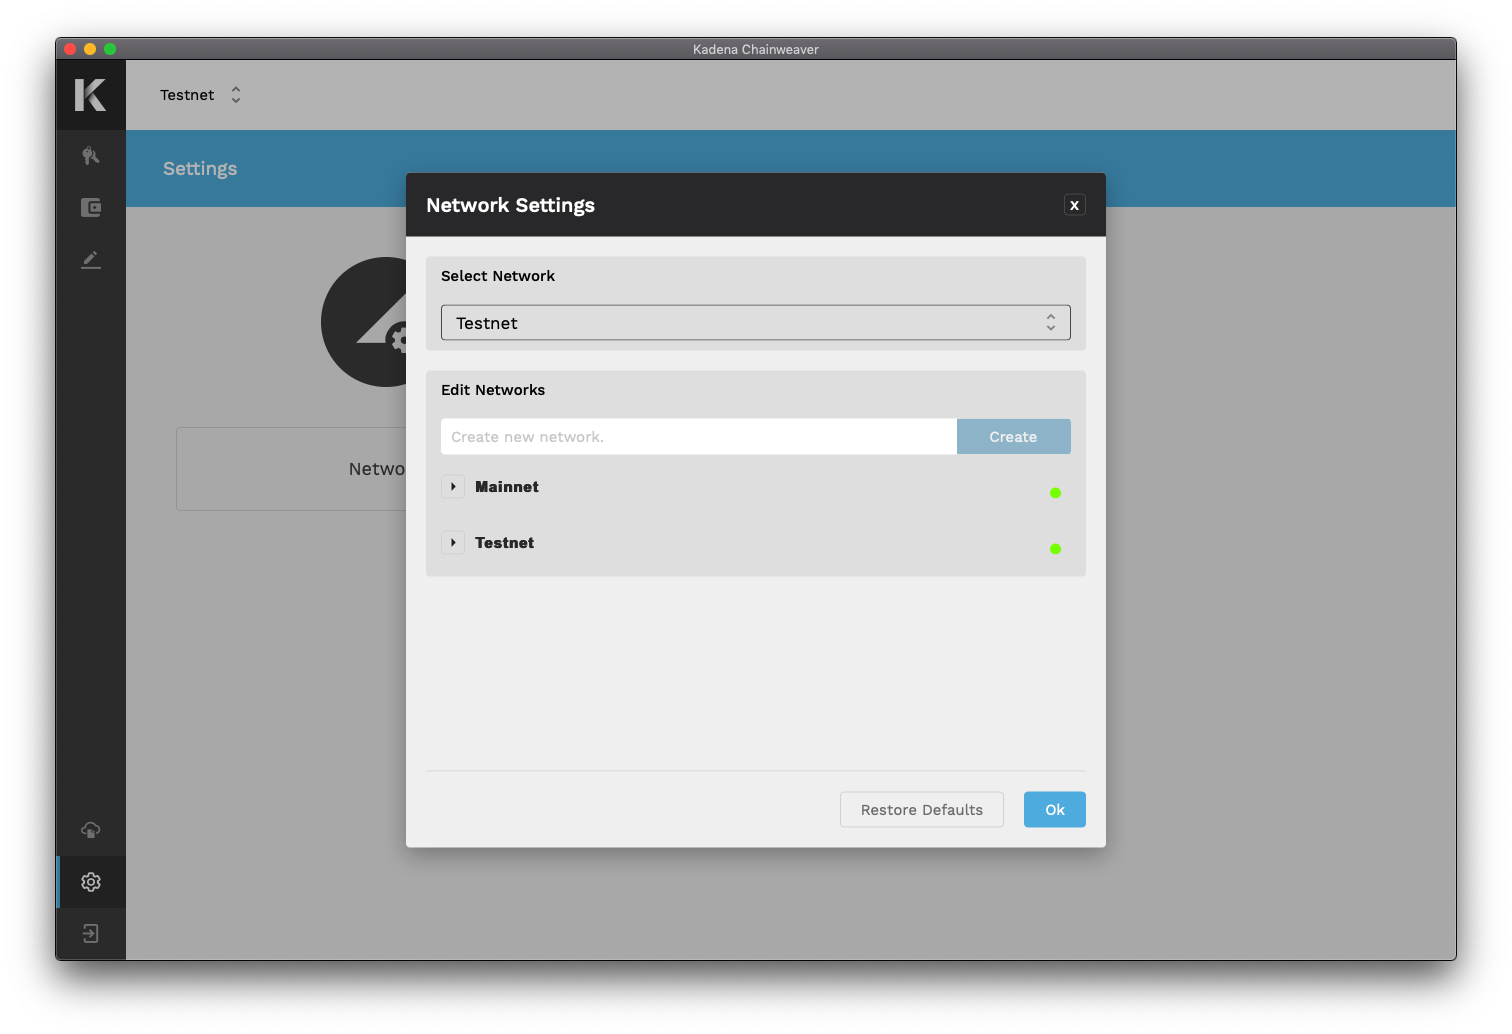 Kadena Chainweaver
K
Testnet
Settings
Network Settings
x
Select Network
Testnet
Edit Networks
Create new network.
Create
Mainnet
Testnet
Netwo
Restore Defaults
Ok